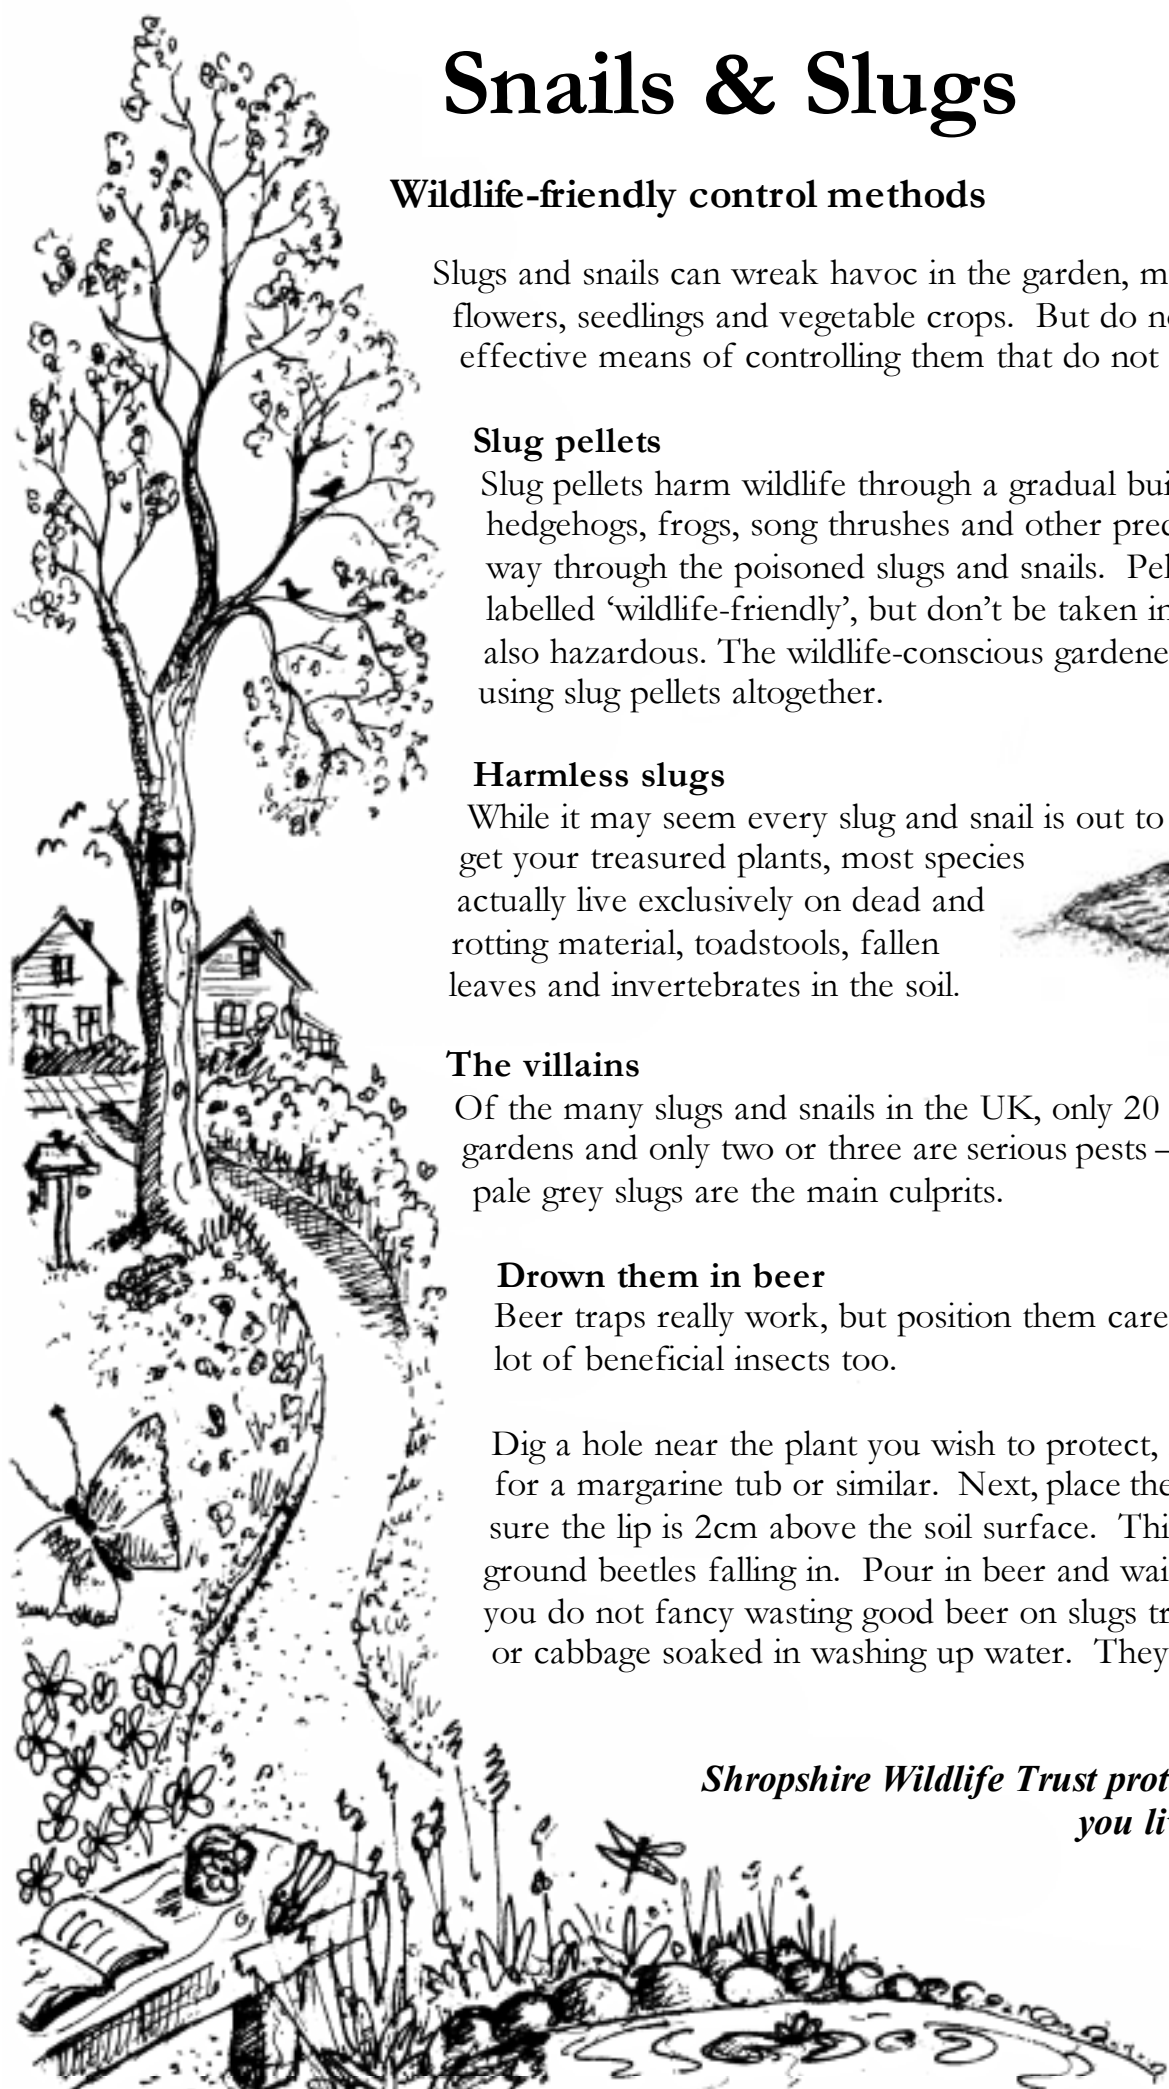 Snails & Slugs
Wildlife-friendly control methods
Slugs and snails can wreak havoc in the garden, m
flowers, seedlings and vegetable crops.  But do no
effective means of controlling them that do not
Slug pellets
Slug pellets harm wildlife through a gradual bui
hedgehogs, frogs, song thrushes and other pred
way through the poisoned slugs and snails.  Pel
labelled ‘wildlife-friendly’, but don’t be taken in
also hazardous. The wildlife-conscious gardene
using slug pellets altogether.
Harmless slugs
While it may seem every slug and snail is out to
get your treasured plants, most species
actually live exclusively on dead and
rotting material, toadstools, fallen
leaves and invertebrates in the soil.
The villains
Of the many slugs and snails in the UK, only 20
gardens and only two or three are serious pests –
pale grey slugs are the main culprits.
Drown them in beer
Beer traps really work, but position them care
lot of beneficial insects too.
Dig a hole near the plant you wish to protect,
for a margarine tub or similar.  Next, place the
sure the lip is 2cm above the soil surface.  Thi
ground beetles falling in.  Pour in beer and wai
you do not fancy wasting good beer on slugs tr
or cabbage soaked in washing up water.  They
Shropshire Wildlife Trust prot
you li